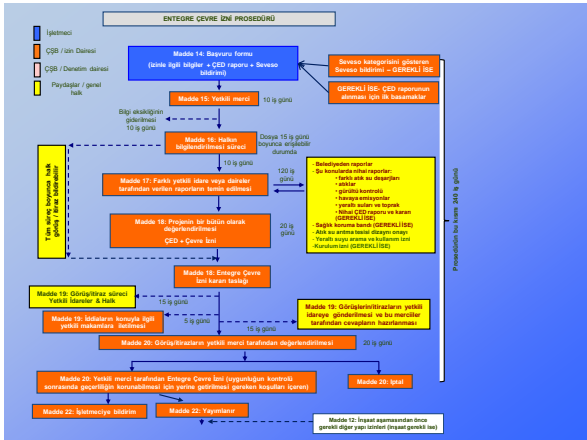 ENTEGRE ÇEVRE İZNİ PROSEDÜRÜ
İşletmeci
ÇŞB / izin Dairesi
ÇŞB / Denetim dairesi
Paydaşlar / genel
halk
Madde 14: Başvuru formu
(izinle ilgili bilgiler + ÇED raporu + Seveso
bildirimi)
Seveso kategorisini gösteren
Seveso bildirimi – GEREKLİ İSE
GEREKLİ İSE- ÇED raporunun
alınması için ilk basamaklar
Madde 15: Yetkili merci
10 iş günü
Bilgi eksikliğinin
giderilmesi
10 iş günü
Madde 16: Halkın
bilgilendirilmesi süreci
Dosya 15 iş günü
boyunca erişilebilir
durumda
10 iş günü
Tüm süreç boyunca halk
görüş / itiraz bildirebilir
Madde 17: Farklı yetkili idare veya daireler
tarafından verilen raporların temin edilmesi
120 iş
günü
- Belediyeden raporlar
- Şu konularda nihai raporlar:
• farklı atık su deşarjları
• atıklar
• gürültü kontrolü
• havaya emisyonlar
• yeraltı suları ve toprak
• Nihai ÇED raporu ve kararı
(GEREKLİ İSE)
- Sağlık koruma bandı (GEREKLİ İSE)
- Atık su arıtma tesisi dizaynı onayı
- Yeraltı suyu arama ve kullanım izni
-Kurulum izni (GEREKLİ İSE)
Prosedürün bu kısmı 240 iş günü
Madde 18: Projenin bir bütün olarak
değerlendirilmesi
ÇED + Çevre İzni
20 iş
günü
Madde 18: Entegre Çevre
İzni kararı taslağı
Madde 19: Görüş/itiraz süreci
Yetkili İdareler & Halk
15 iş günü
Madde 19: İddiaların konuyla ilgili
yetkili makamlara iletilmesi
5 iş günü
15 iş günü
Madde 19: Görüşlerin/itirazların yetkili
idareye gönderilmesi ve bu merciler
tarafından cevapların hazırlanması
Madde 20: Görüş/itirazların yetkili merci tarafından değerlendirilmesi
20 iş günü
Madde 20: Yetkili merci tarafından Entegre Çevre İzni (uygunluğun kontrolü
sonrasında geçerliliğin korunabilmesi için yerine getirilmesi gereken koşulları içeren)
Madde 20: İptal
Madde 22: İşletmeciye bildirim
Madde 22: Yayımlanır
Madde 12: İnşaat aşamasından önce
gerekli diğer yapı izinleri (inşaat gerekli ise)